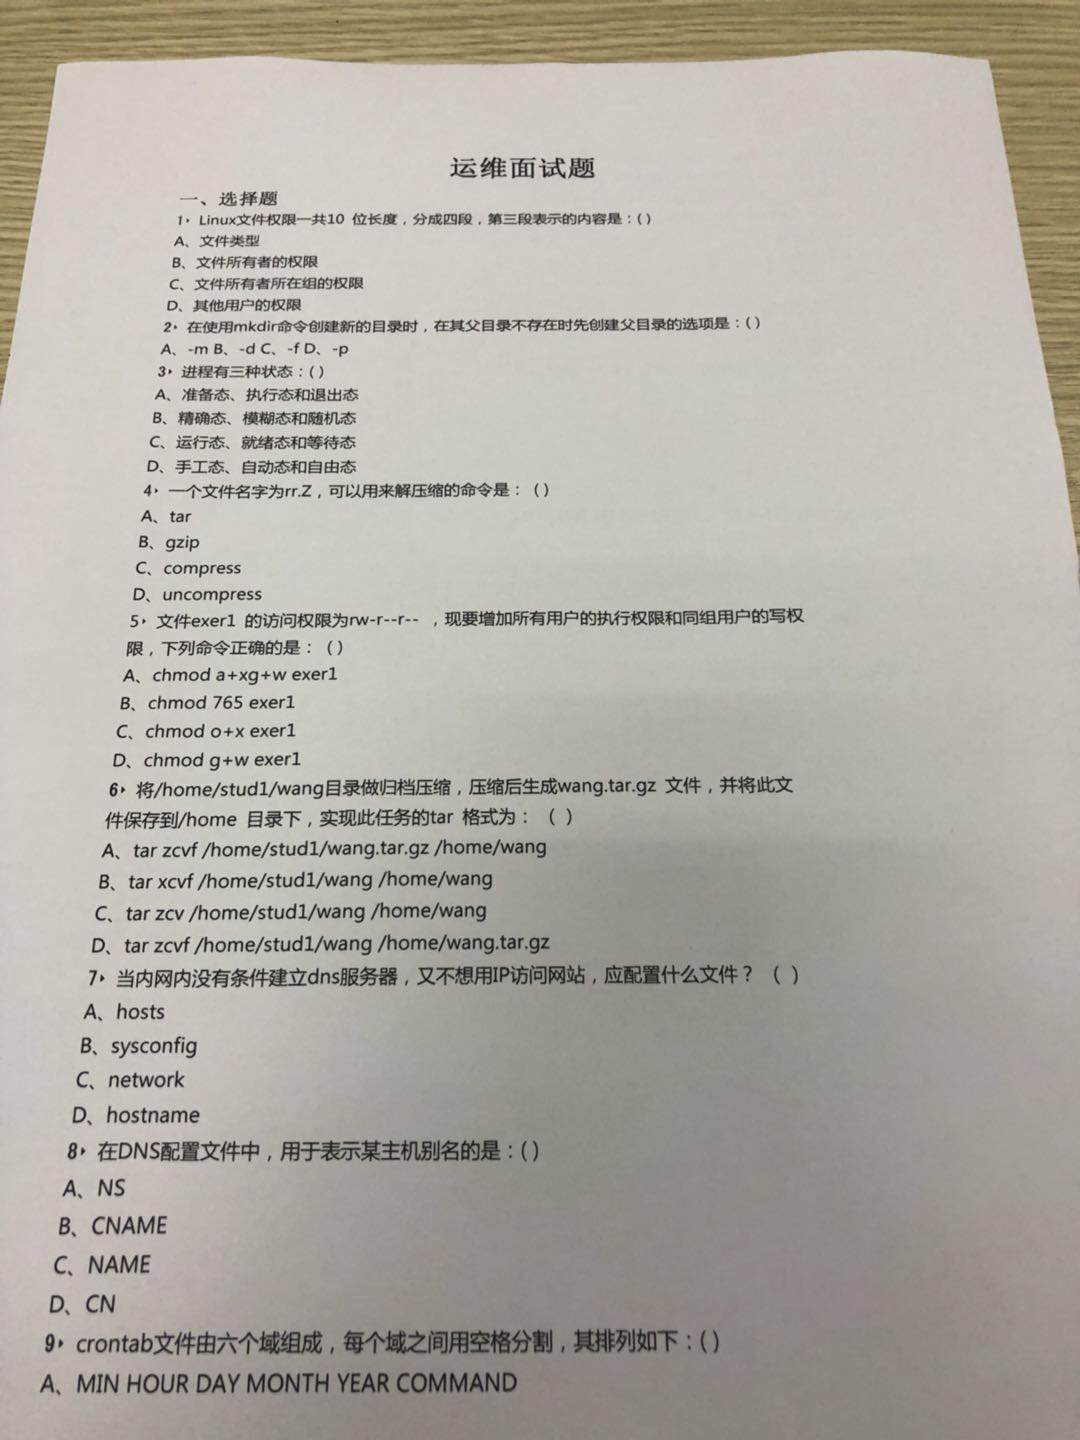 运维面试题
一、选择题
1、Linux文件权限一共10 位长度，分成四段，第三段表示的内容是：( )
A、文件类型
B、文件所有者的权限
C、文件所有者所在组的权限
D、其他用户的权限
2、在使用mkdir命令创建新的目录时，在其父目录不存在时先创建父目录的选项是：( )
A、-m B、-d C、-f D、-p
3、进程有三种状态：( )
A、准备态、执行态和退出态
B、精确态、模糊态和随机态
C、运行态、就绪态和等待态
D、手工态、自动态和自由态
4、一个文件名字为rr.Z，可以用来解压缩的命令是： ( )
A、tar
B、gzip
C、compress
D、uncompress
5、文件exer1 的访问权限为rw-r--r-- ，现要增加所有用户的执行权限和同组用户的写权
限，下列命令正确的是： ( )
A、chmod a+xg+w exer1
B、chmod 765 exer1
C、chmod o+x exer1
D、chmod g+w exer1
6、将/home/stud1/wang目录做归档压缩，压缩后生成wang.tar.gz 文件，并将此文
件保存到/home 目录下，实现此任务的tar 格式为： ( )
A、tar zcvf /home/stud1/wang.tar.gz /home/wang
B、tar xcvf /home/stud1/wang /home/wang
C、tar zcv /home/stud1/wang /home/wang
D、tar zcvf /home/stud1/wang /home/wang.tar.gz
7、当内网内没有条件建立dns服务器，又不想用IP访问网站，应配置什么文件？ ( )
A、hosts
B、sysconfig
C、network
D、hostname
8、在DNS配置文件中，用于表示某主机别名的是：( )
A、NS
B、CNAME
C、NAME
D、CN
9、crontab文件由六个域组成，每个域之间用空格分割，其排列如下：( )
A、MIN HOUR DAY MONTH YEAR COMMAND